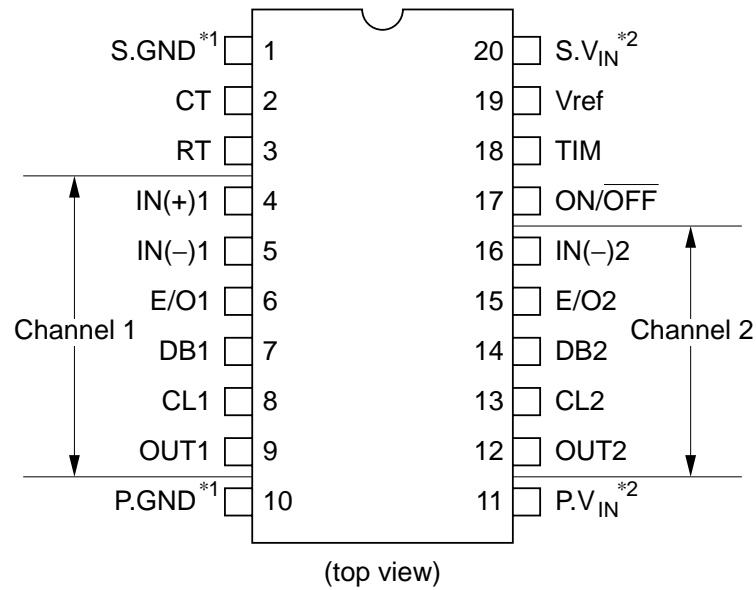 S.GND*1 1 20 S.VIN*2
CT 2 19 Vref
RT 3 18 TIM
IN(+)1 4 17 ON/OFF
IN(−)1 5 16 IN(−)2
E/O1 6 15 E/O2
Channel 1 Channel 2
DB1 7 14 DB2
CL1 8 13 CL2
OUT1 9 12 OUT2
P.GND*1 10 11 P.VIN*2
(top view)